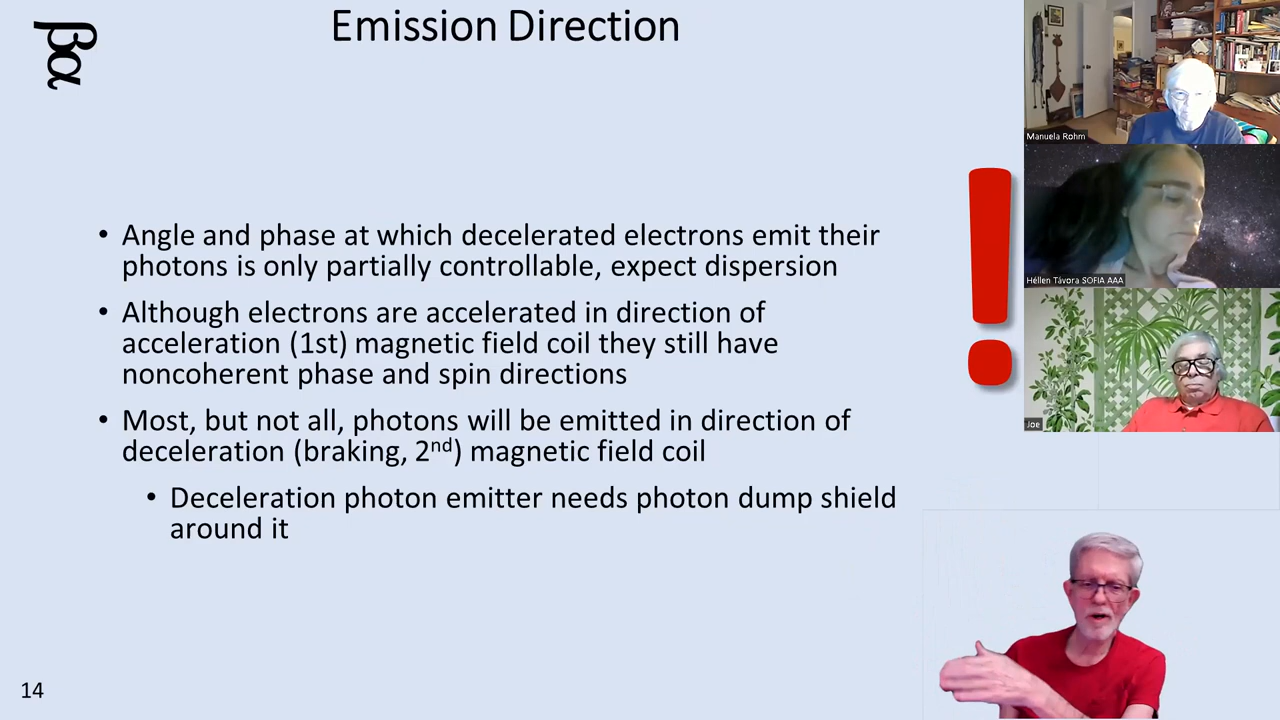 βα
Emission Direction
• Angle and phase at which decelerated electrons emit their
photons is only partially controllable, expect dispersion
• Although electrons are accelerated in direction of
acceleration (1st) magnetic field coil they still have
noncoherent phase and spin directions
• Most, but not all, photons will be emitted in direction of
deceleration (braking, 2nd) magnetic field coil
• Deceleration photon emitter needs photon dump shield
around it
14
!
Manuela Rohm
Héllen Távora SOFIA AAA
Joe